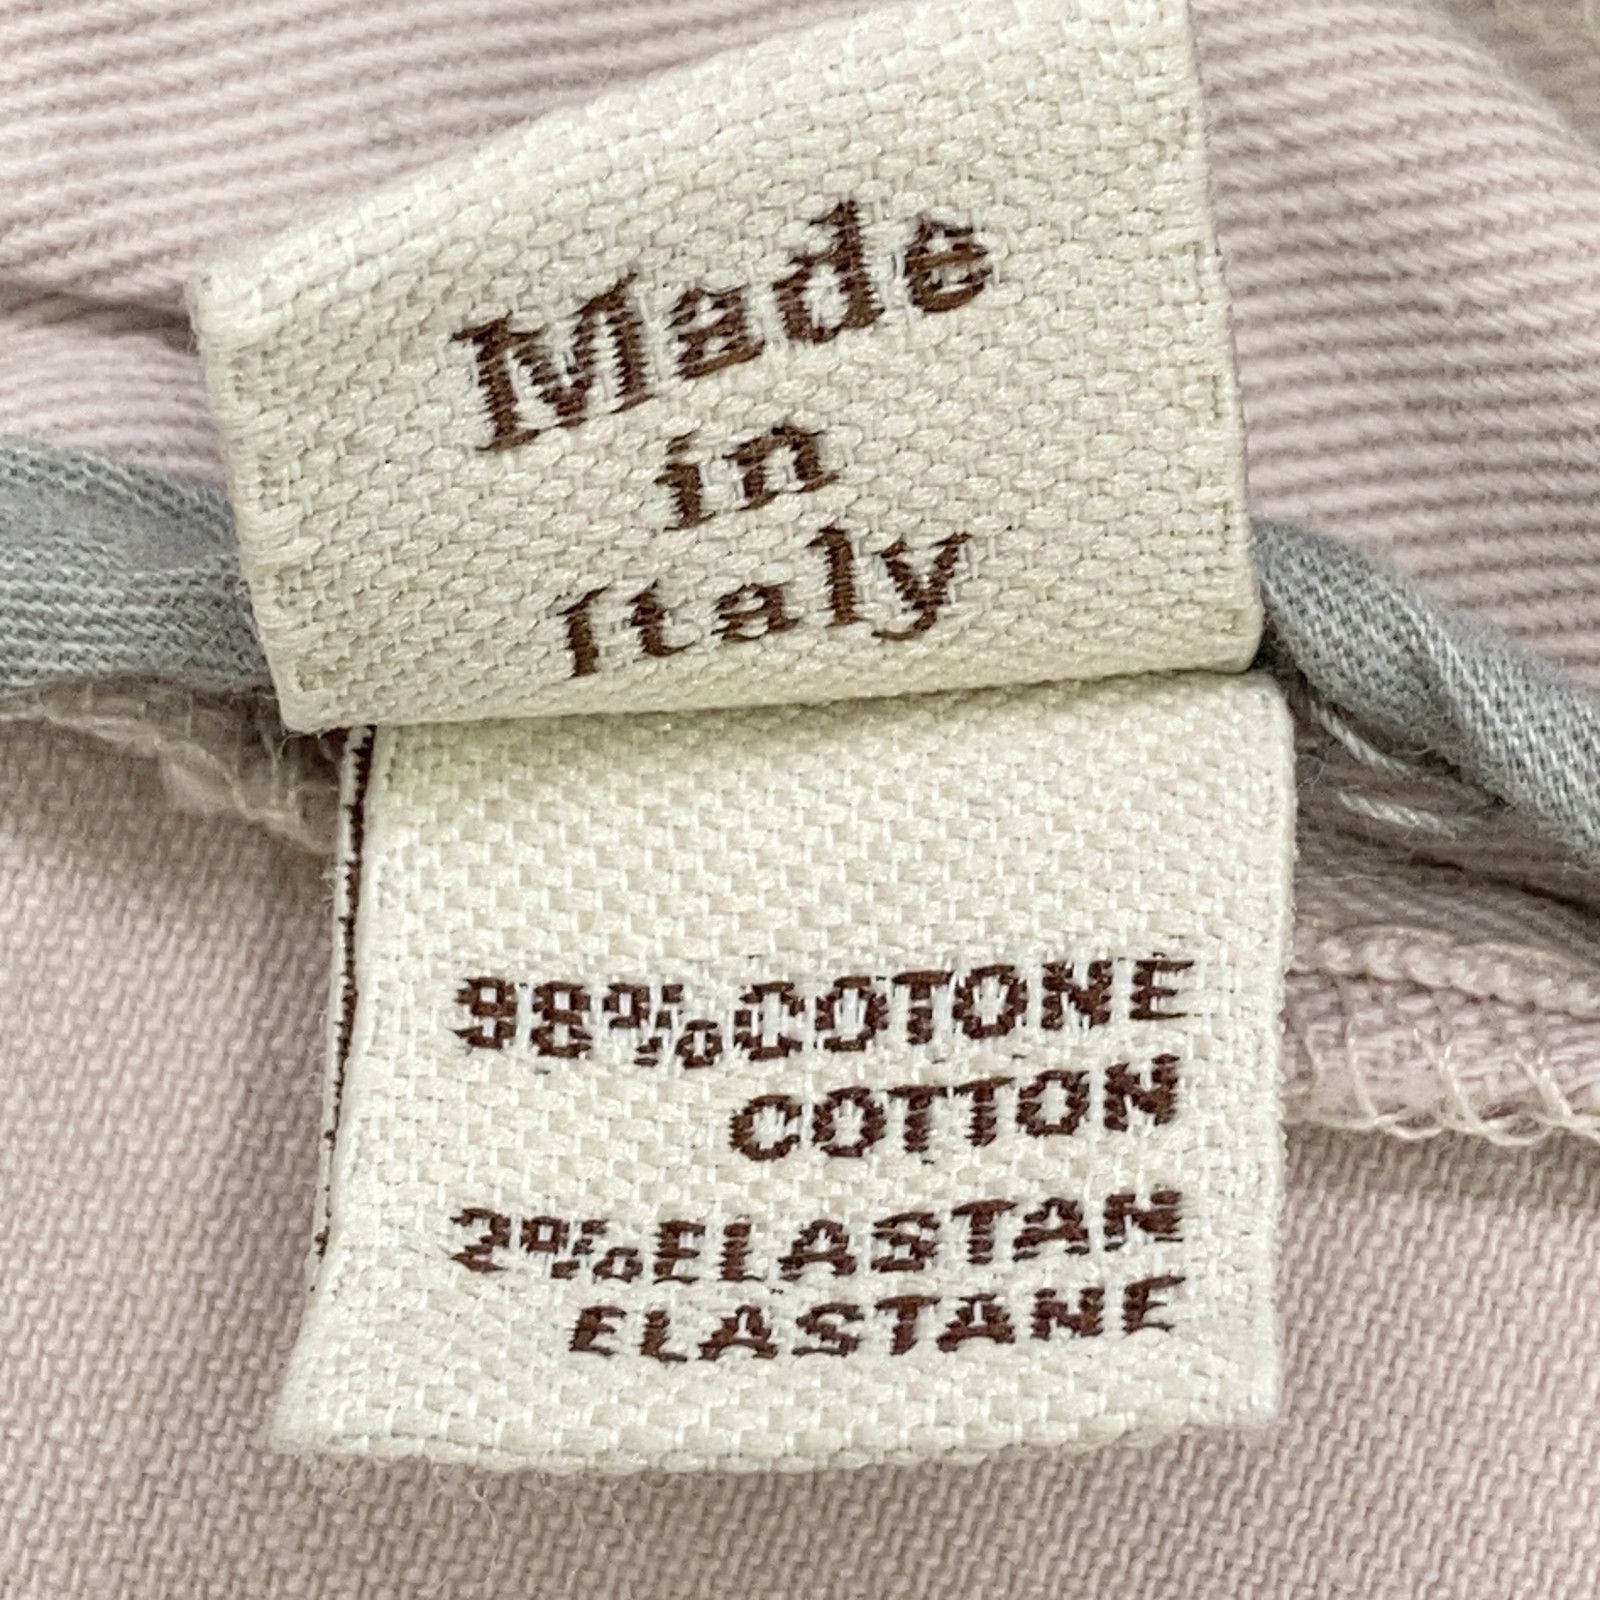 Made
in
Italy
98%COTONE
COTTON
2%ELASTAN
ELASTANE